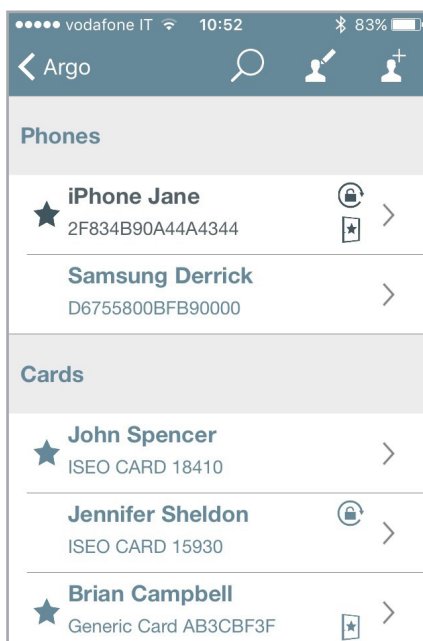 vodafone IT 10:52 83%
Argo
Phones
iPhone Jane
2F834B90A44A4344
Samsung Derrick
D6755800BFB90000
Cards
John Spencer
ISEO CARD 18410
Jennifer Sheldon
ISEO CARD 15930
Brian Campbell
Generic Card AB3CBF3F